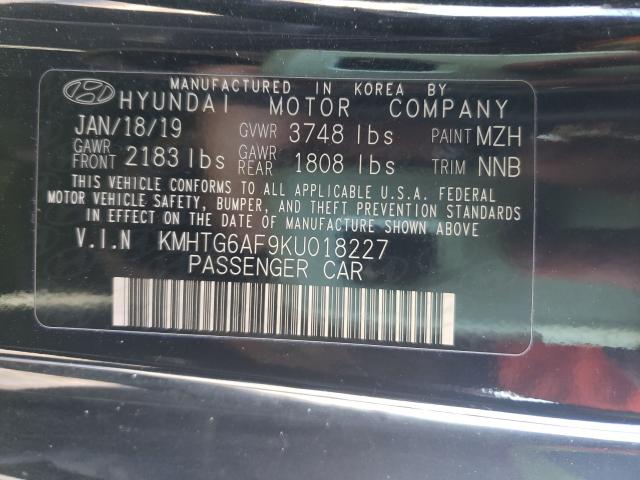 MANUFACTURED IN KOREA BY
HYUNDAI MOTOR COMPANY
JAN/18/19 GVWR 3748 lbs PAINT MZH
GAWR FRONT 2183 lbs GAWR REAR 1808 lbs TRIM NNB
THIS VEHICLE CONFORMS TO ALL APPLICABLE U.S.A. FEDERAL
MOTOR VEHICLE SAFETY, BUMPER, AND THEFT PREVENTION STANDARDS
IN EFFECT ON THE DATE OF MANUFACTURE SHOWN ABOVE
V.I.N KMHTG6AF9KU018227
PASSENGER CAR